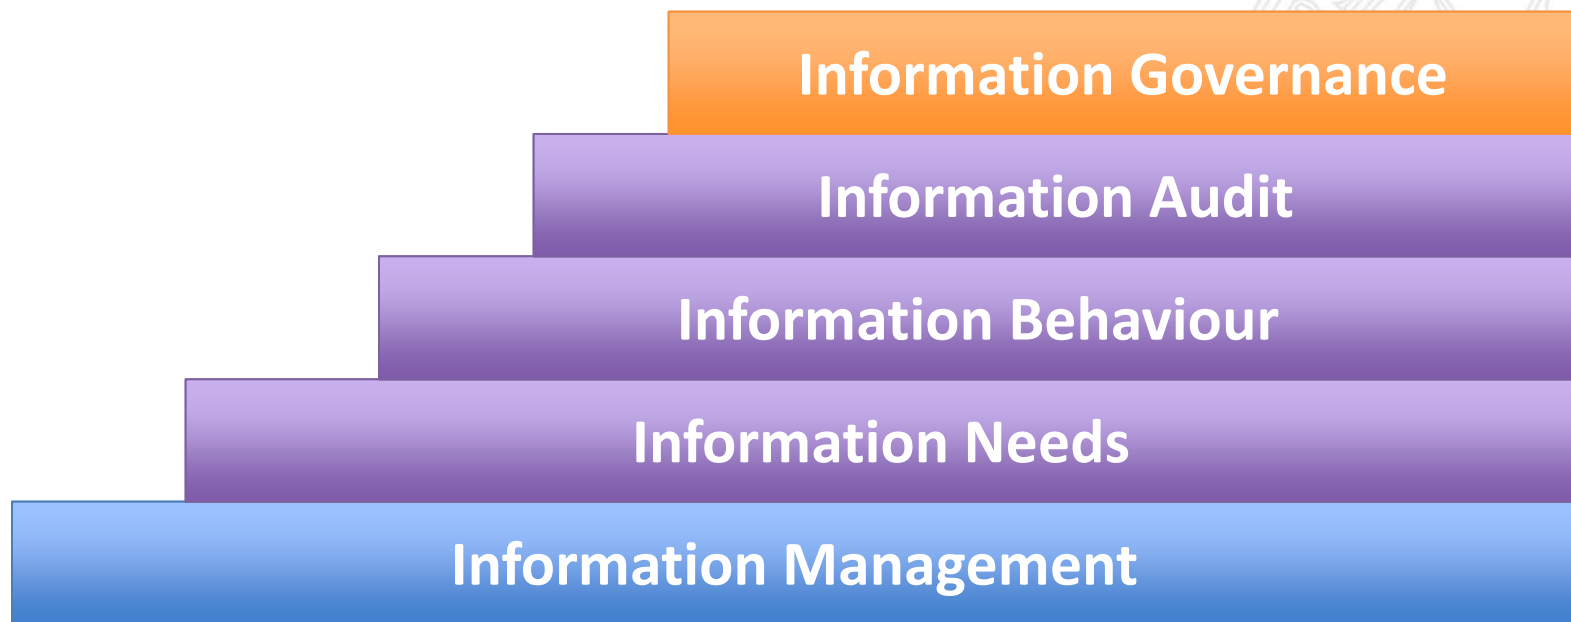 Information Governance
Information Audit
Information Behaviour
Information Needs
Information Management